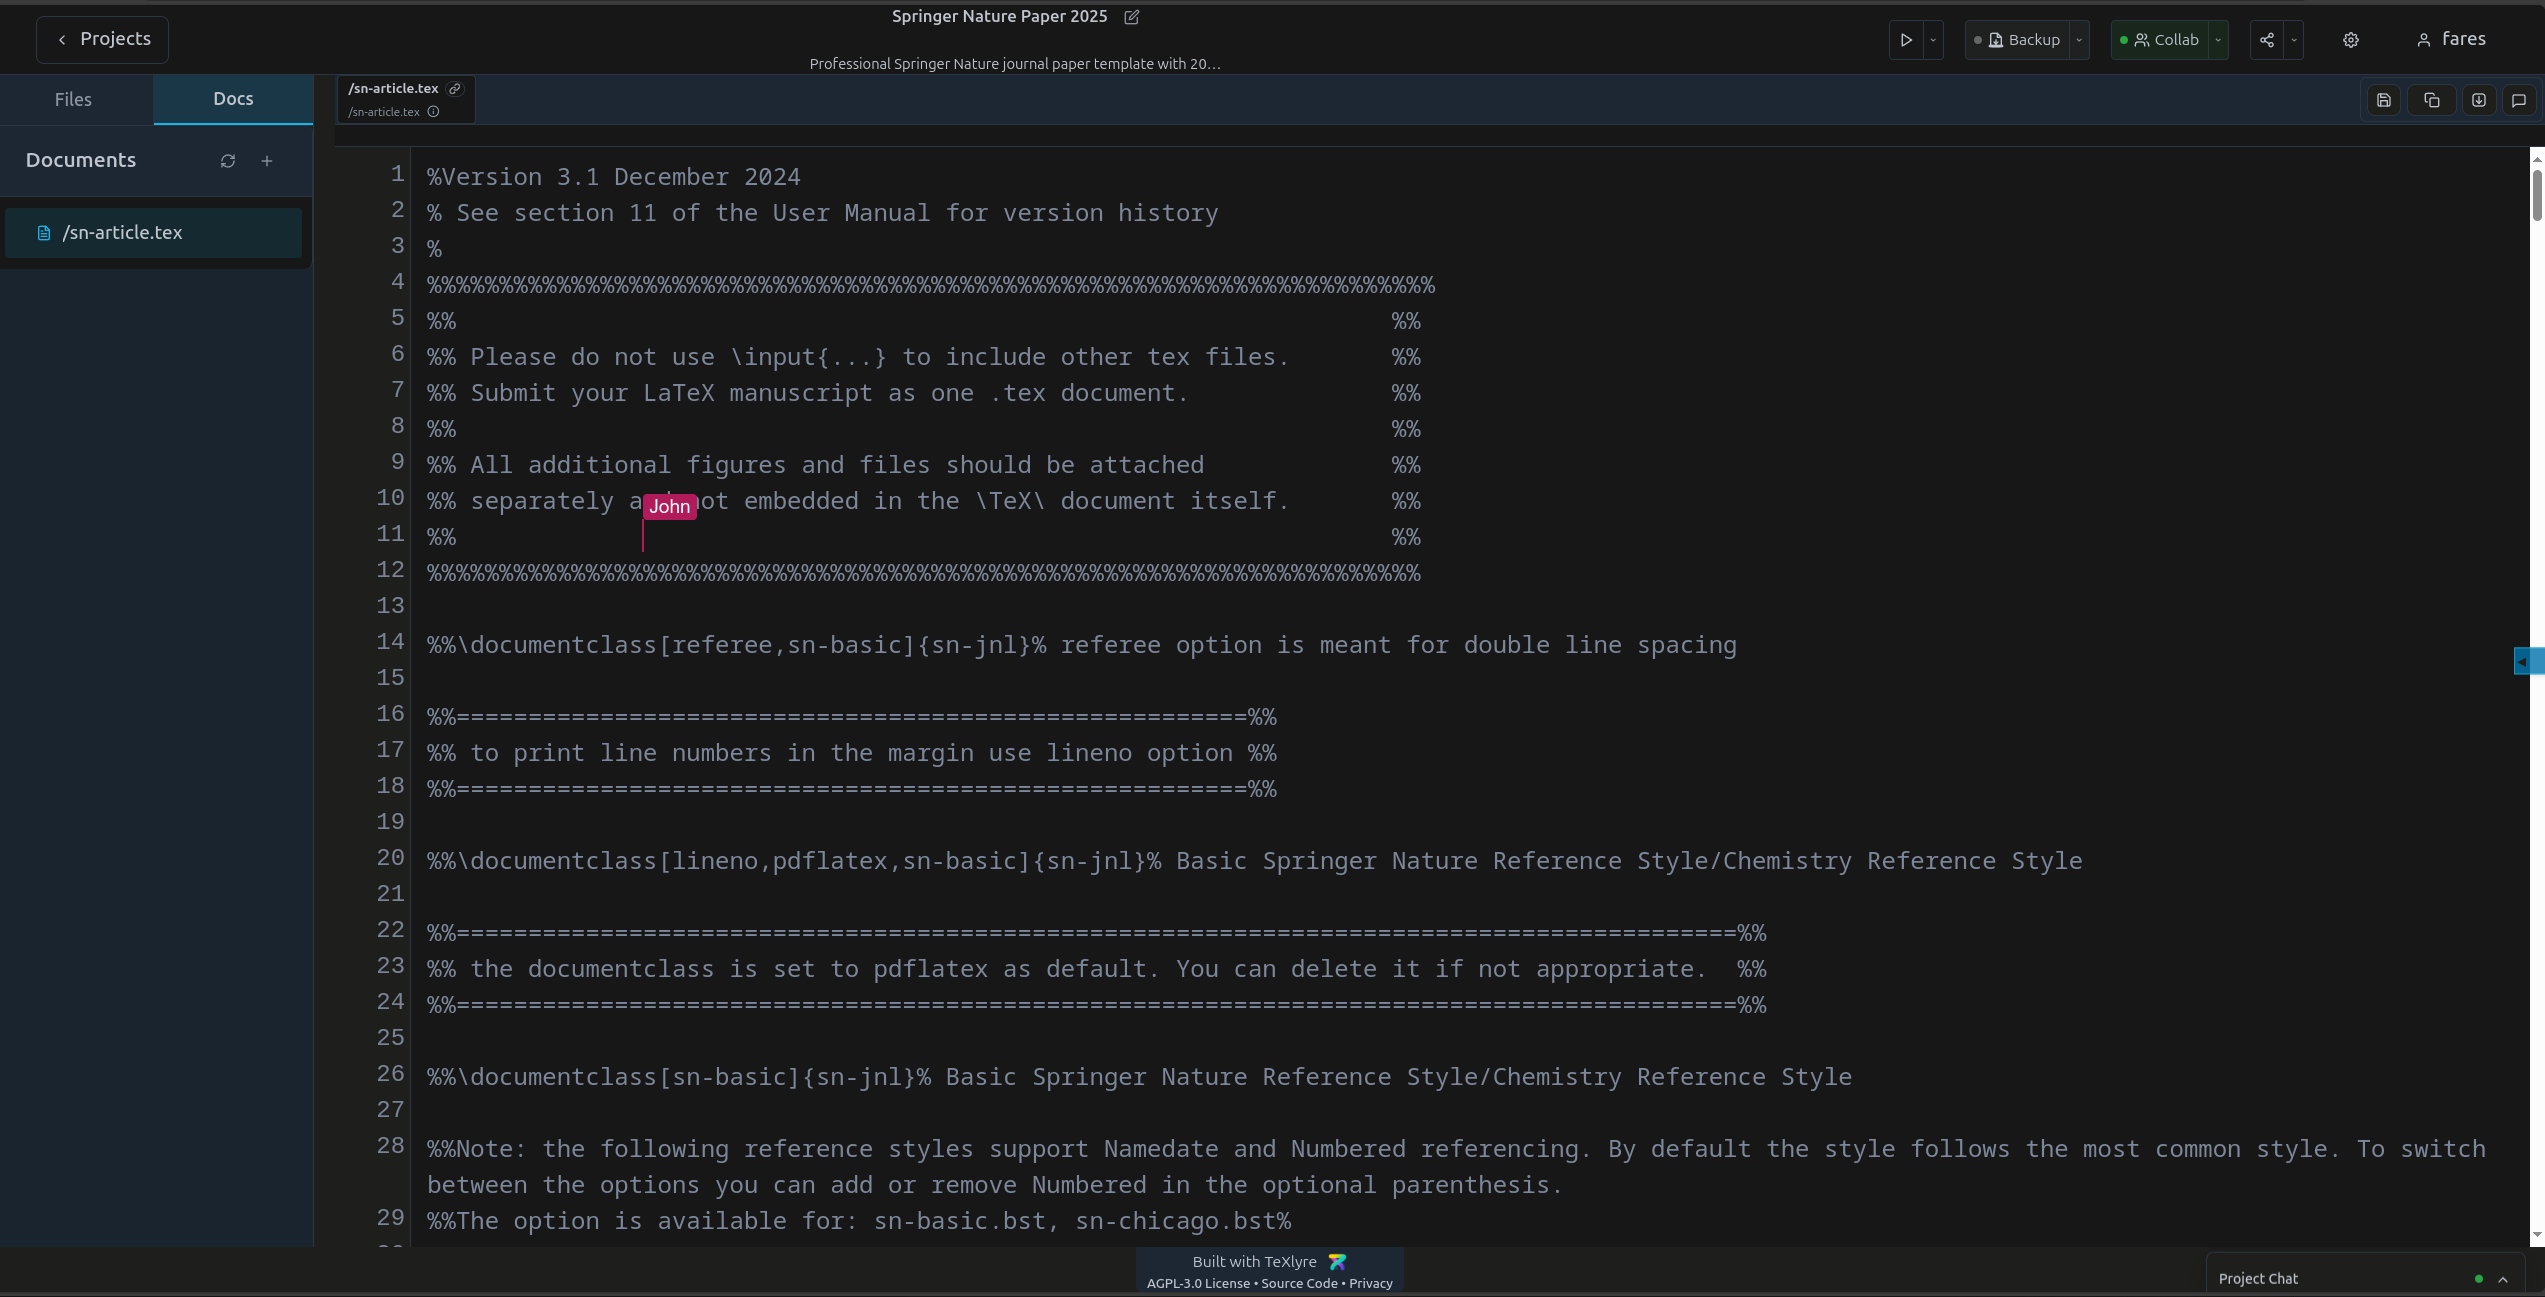 Springer Nature Paper 2025
Projects
Professional Springer Nature journal paper template with 20...
Backup
Collab
fares
Files
Docs
/sn-article.tex
/sn-article.tex
Documents
/sn-article.tex
1 %Version 3.1 December 2024
2 % See section 11 of the User Manual for version history
3 %
4 %%%%%%%%%%%%%%%%%%%%%%%%%%%%%%%%%%%%%%%%%%%%%%%%%%%%%%%%%%%%%%%%%%%%%%
5 %%                                                                 %%
6 %% Please do not use \input{...} to include other tex files.       %%
7 %% Submit your LaTeX manuscript as one .tex document.              %%
8 %%                                                                 %%
9 %% All additional figures and files should be attached             %%
10 %% separately a not embedded in the \TeX\ document itself.       %%
John
11 %%                                                                 %%
12 %%%%%%%%%%%%%%%%%%%%%%%%%%%%%%%%%%%%%%%%%%%%%%%%%%%%%%%%%%%%%%%%%%%%%
13
14 %%\documentclass[referee,sn-basic]{sn-jnl}% referee option is meant for double line spacing
15
16 %%=======================================================%%
17 %% to print line numbers in the margin use lineno option %%
18 %%=======================================================%%
19
20 %%\documentclass[lineno,pdflatex,sn-basic]{sn-jnl}% Basic Springer Nature Reference Style/Chemistry Reference Style
21
22 %%=========================================================================================%%
23 %% the documentclass is set to pdflatex as default. You can delete it if not appropriate.  %%
24 %%=========================================================================================%%
25
26 %%\documentclass[sn-basic]{sn-jnl}% Basic Springer Nature Reference Style/Chemistry Reference Style
27
28 %%Note: the following reference styles support Namedate and Numbered referencing. By default the style follows the most common style. To switch
between the options you can add or remove Numbered in the optional parenthesis.
29 %%The option is available for: sn-basic.bst, sn-chicago.bst%
Built with TeXlyre
AGPL-3.0 License • Source Code • Privacy
Project Chat